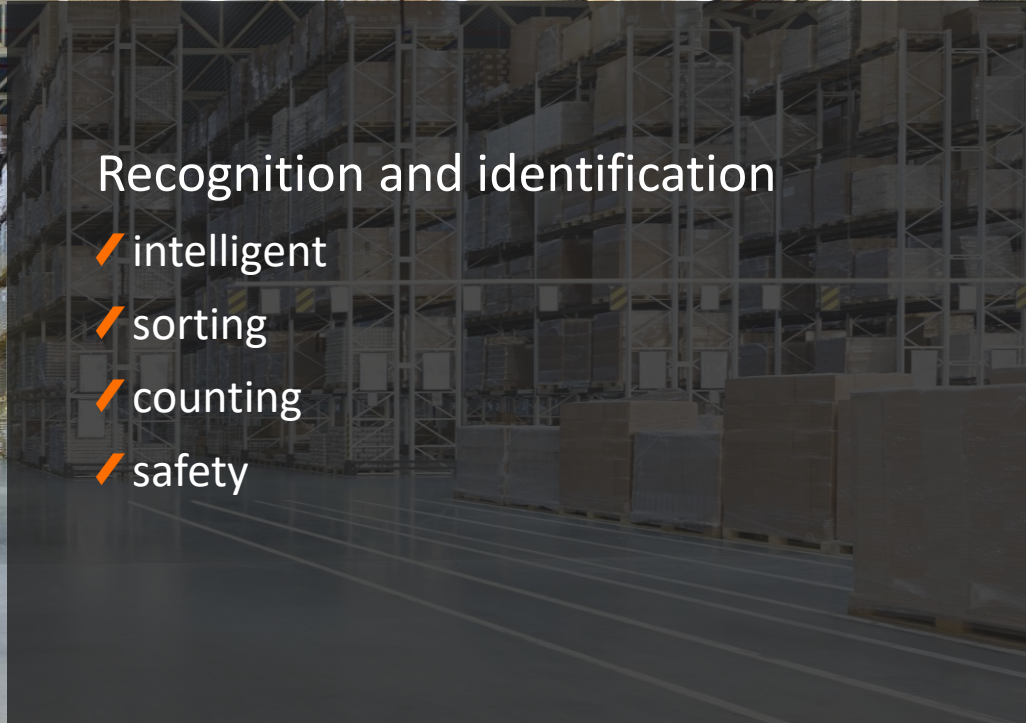 Recognition and identification
intelligent
sorting
counting
safety